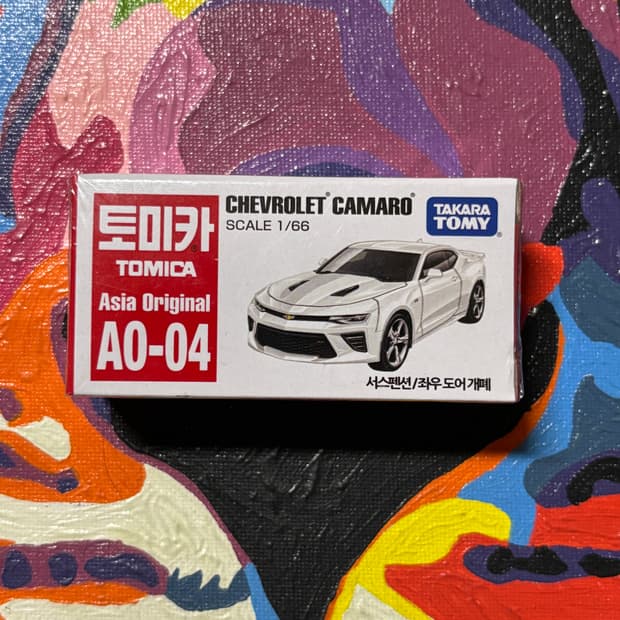 토미카
TOMICA
Asia Original
AO-04
CHEVROLET® CAMARO®
SCALE 1/66
TAKARA
TOMY®
서스펜션/좌우 도어 개폐